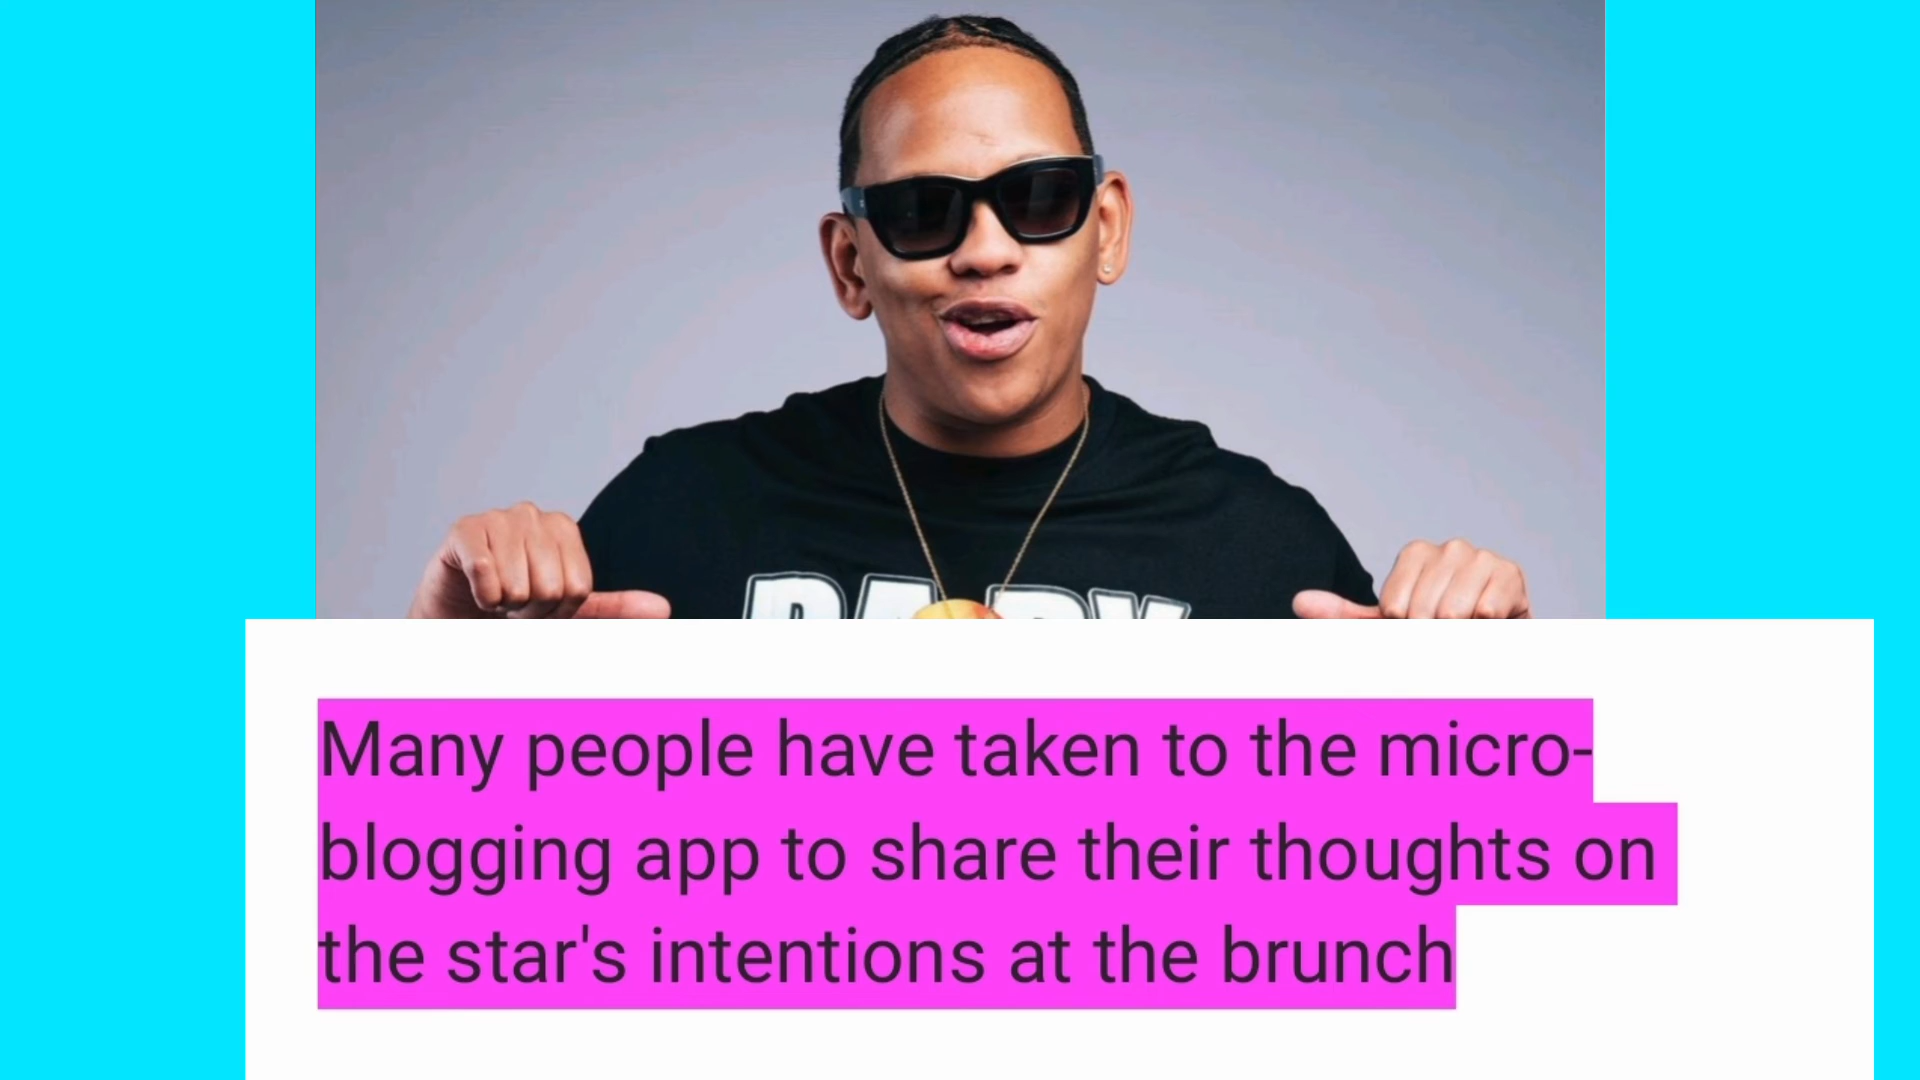 Many people have taken to the micro-
blogging app to share their thoughts on
the star's intentions at the brunch